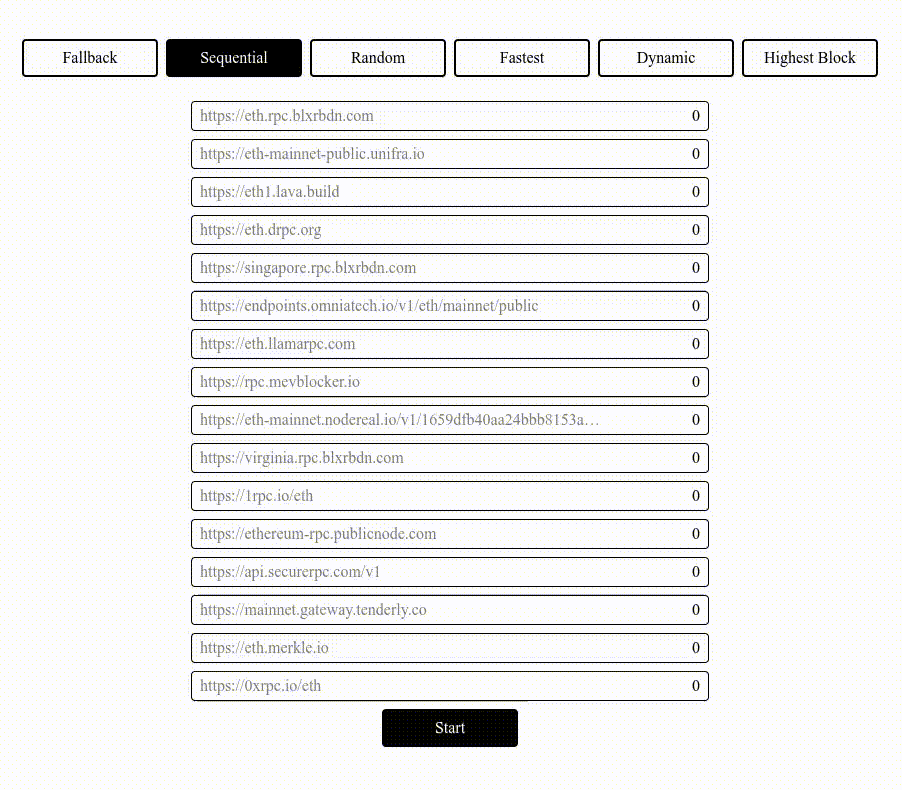 Fallback Sequential Random Fastest Dynamic Highest Block
https://eth.rpc.blxrbdn.com 0
https://eth-mainnet-public.unifra.io 0
https://eth1.lava.build 0
https://eth.drpc.org 0
https://singapore.rpc.blxrbdn.com 0
https://endpoints.omniatech.io/v1/eth/mainnet/public 0
https://eth.llamarpc.com 0
https://rpc.mevblocker.io 0
https://eth-mainnet.nodereal.io/v1/1659dfb40aa24bbb8153a… 0
https://virginia.rpc.blxrbdn.com 0
https://1rpc.io/eth 0
https://ethereum-rpc.publicnode.com 0
https://api.securerpc.com/v1 0
https://mainnet.gateway.tenderly.co 0
https://eth.merkle.io 0
https://0xrpc.io/eth 0
Start